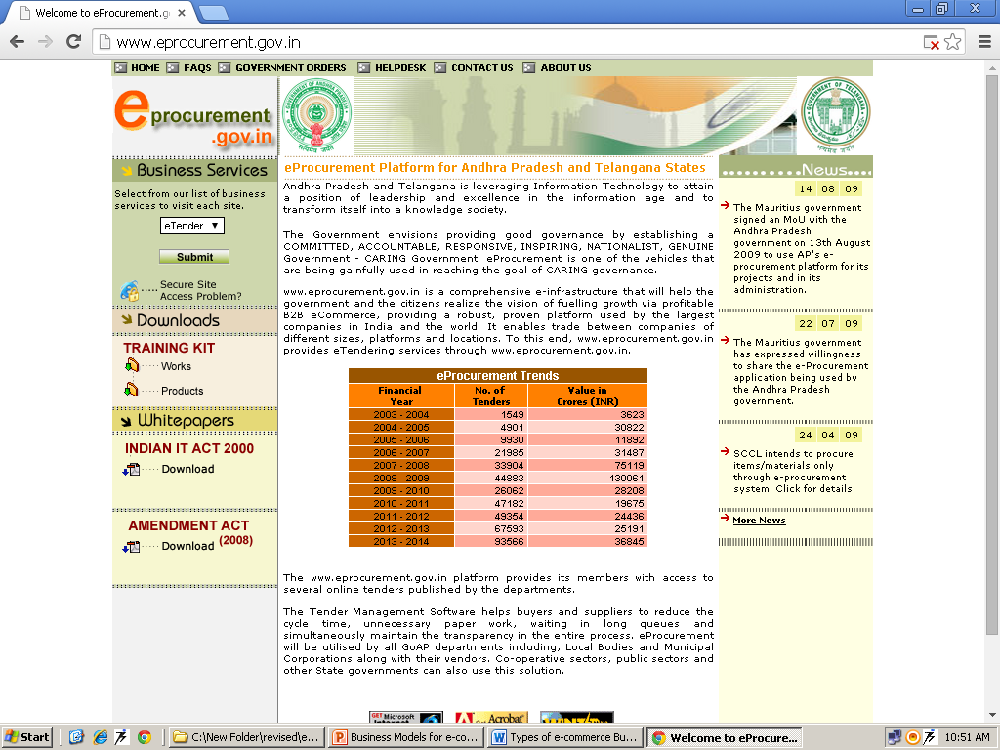 Welcome to eProcurement.g
www.eprocurement.gov.in
HOME FAQS GOVERNMENT ORDERS HELPDESK CONTACT US ABOUT US
eprocurement
.gov.in
Business Services
Select from our list of business
services to visit each site.
eTender
Submit
Secure Site
Access Problem?
Downloads
TRAINING KIT
Works
Products
Whitepapers
INDIAN IT ACT 2000
Download
AMENDMENT ACT
(2008)
Download
eProcurement Platform for Andhra Pradesh and Telangana States
Andhra Pradesh and Telangana is leveraging Information Technology to attain
a position of leadership and excellence in the information age and to
transform itself into a knowledge society.
The Government envisions providing good governance by establishing a
COMMITTED, ACCOUNTABLE, RESPONSIVE, INSPIRING, NATIONALIST, GENUINE
Government - CARING Government. eProcurement is one of the vehicles that
are being gainfully used in reaching the goal of CARING governance.
www.eprocurement.gov.in is a comprehensive e-infrastructure that will help the
government and the citizens realize the vision of fuelling growth via profitable
B2B eCommerce, providing a robust, proven platform used by the largest
companies in India and the world. It enables trade between companies of
different sizes, platforms and locations. To this end, www.eprocurement.gov.in
provides eTendering services through www.eprocurement.gov.in.
eProcurement Trends
Financial Year No. of Tenders Value in Crores (INR)
2003 - 2004 1549 3623
2004 - 2005 4901 30822
2005 - 2006 9930 11892
2006 - 2007 21985 31487
2007 - 2008 33904 75119
2008 - 2009 44883 130061
2009 - 2010 26062 28208
2010 - 2011 47182 19675
2011 - 2012 49354 24436
2012 - 2013 67593 25191
2013 - 2014 93566 36845
The www.eprocurement.gov.in platform provides its members with access to
several online tenders published by the departments.
The Tender Management Software helps buyers and suppliers to reduce the
cycle time, unnecessary paper work, waiting in long queues and
simultaneously maintain the transparency in the entire process. eProcurement
will be utilised by all GoAP departments including, Local Bodies and Municipal
Corporations along with their vendors. Co-operative sectors, public sectors and
other State governments can also use this solution.
GET Microsoft
Acrobat
News
14 08 09
The Mauritius government
signed an MoU with the
Andhra Pradesh
government on 13th August
2009 to use AP's e-
procurement platform for its
projects and in its
administration.
22 07 09
The Mauritius government
has expressed willingness
to share the e-Procurement
application being used by
the Andhra Pradesh
government.
24 04 09
SCCL intends to procure
items/materials only
through e-procurement
system. Click for details
More News
Start
C:\New Folder\revised\e...
Business Models for e-co...
Types of e-commerce Bu...
Welcome to eProcure...
10:51 AM